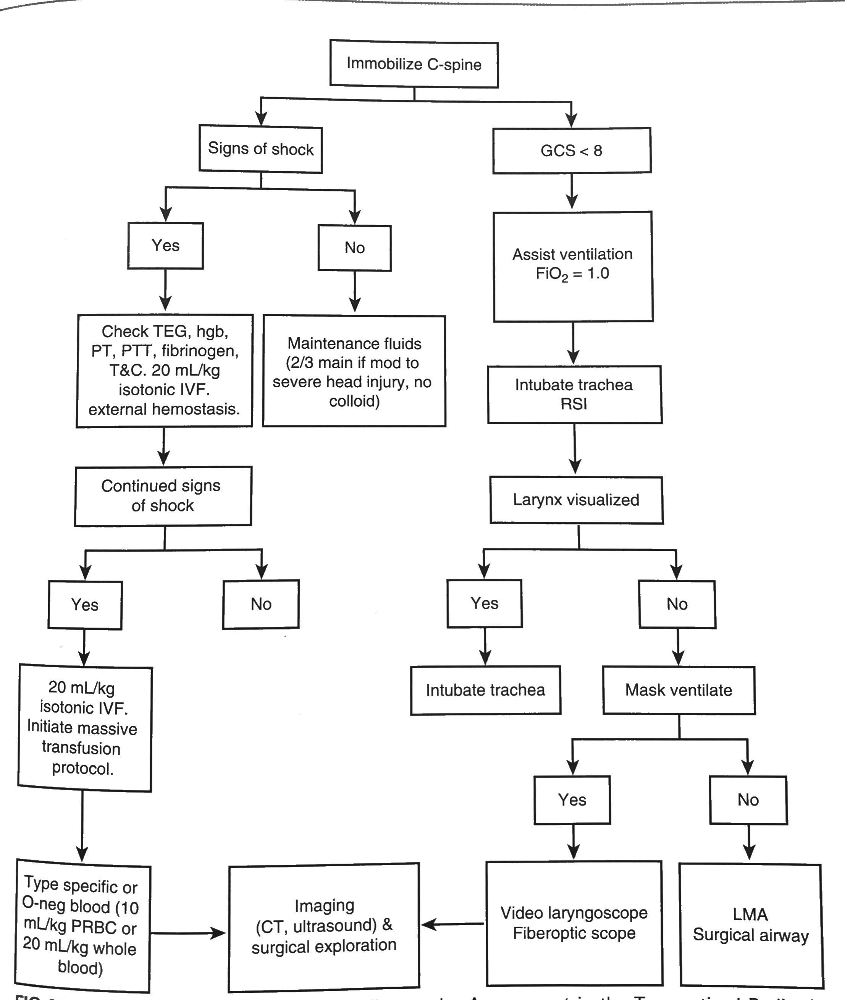 Immobilize C-spine
Signs of shock
GCS < 8
Yes
No
Assist ventilation
FiO₂ = 1.0
Check TEG, hgb,
PT, PTT, fibrinogen,
T&C. 20 mL/kg
isotonic IVF.
external hemostasis.
Maintenance fluids
(2/3 main if mod to
severe head injury, no
colloid)
Intubate trachea
RSI
Continued signs
of shock
Larynx visualized
Yes
No
Yes
No
20 mL/kg
isotonic IVF.
Initiate massive
transfusion
protocol.
Intubate trachea
Mask ventilate
Yes
No
Type specific or
O-neg blood (10
mL/kg PRBC or
20 mL/kg whole
blood)
Imaging
(CT, ultrasound) &
surgical exploration
Video laryngoscope
Fiberoptic scope
LMA
Surgical airway